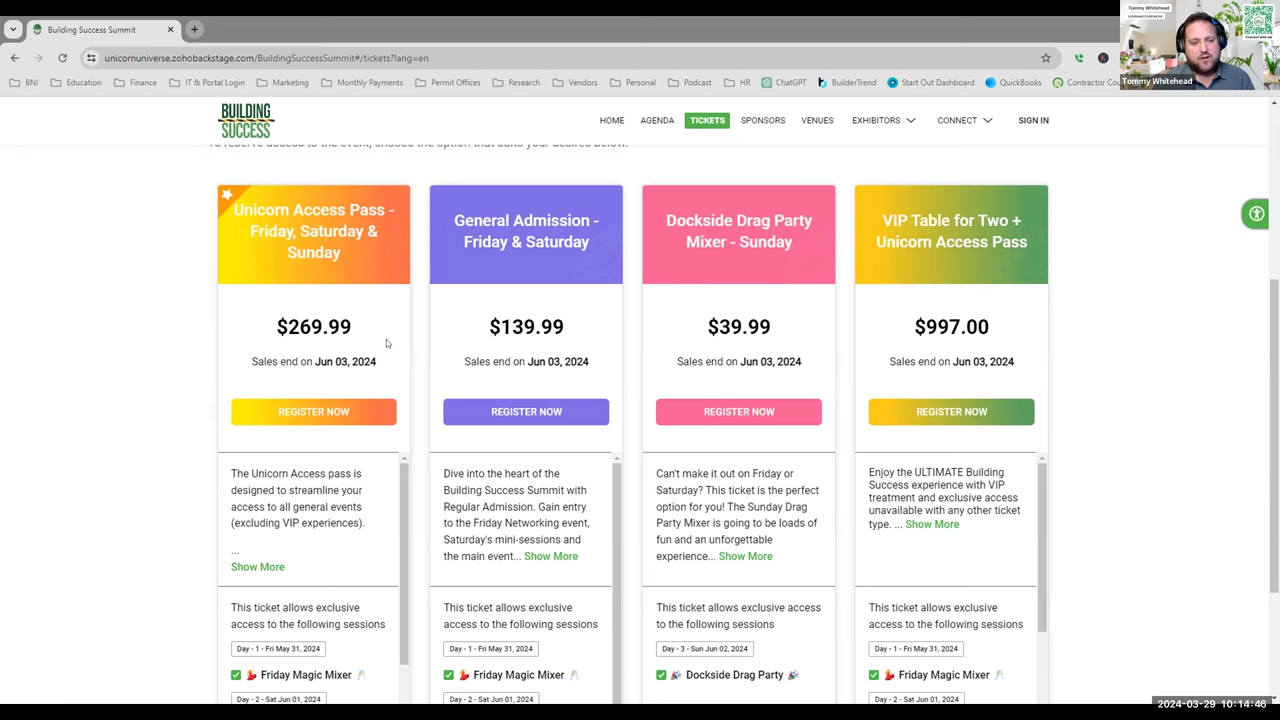 Building Success Summit
unicornuniverse.zohobackstage.com/BuildingSuccessSummit#/tickets?lang=en
BNI
Education
Finance
IT & Portal Login
Marketing
Monthly Payments
Permit Offices
Research
Vendors
Personal
Podcast
HR
ChatGPT
BuilderTrend
Start Out Dashboard
QuickBooks
Contractor Cou
Tommy Whitehead
Licensed Contractor
Connect with me
Tommy Whitehead
BUILDING
SUCCESS
HOME
AGENDA
TICKETS
SPONSORS
VENUES
EXHIBITORS
CONNECT
SIGN IN
To reserve access to the event, choose the option that suits your desires below.
Unicorn Access Pass -
Friday, Saturday &
Sunday
$269.99
Sales end on Jun 03, 2024
REGISTER NOW
The Unicorn Access pass is
designed to streamline your
access to all general events
(excluding VIP experiences).
...
Show More
This ticket allows exclusive
access to the following sessions
Day - 1 - Fri May 31, 2024
✅ 💃 Friday Magic Mixer 🥂
Day - 2 - Sat Jun 01, 2024
General Admission -
Friday & Saturday
$139.99
Sales end on Jun 03, 2024
REGISTER NOW
Dive into the heart of the
Building Success Summit with
Regular Admission. Gain entry
to the Friday Networking event,
Saturday's mini-sessions and
the main event... Show More
This ticket allows exclusive
access to the following sessions
Day - 1 - Fri May 31, 2024
✅ 💃 Friday Magic Mixer 🥂
Day - 2 - Sat Jun 01, 2024
Dockside Drag Party
Mixer - Sunday
$39.99
Sales end on Jun 03, 2024
REGISTER NOW
Can't make it out on Friday or
Saturday? This ticket is the perfect
option for you! The Sunday Drag
Party Mixer is going to be loads of
fun and an unforgettable
experience... Show More
This ticket allows exclusive access
to the following sessions
Day - 3 - Sun Jun 02, 2024
✅ 🎉 Dockside Drag Party 🎉
VIP Table for Two +
Unicorn Access Pass
$997.00
Sales end on Jun 03, 2024
REGISTER NOW
Enjoy the ULTIMATE Building
Success experience with VIP
treatment and exclusive access
unavailable with any other ticket
type. ... Show More
This ticket allows exclusive
access to the following sessions
Day - 1 - Fri May 31, 2024
✅ 💃 Friday Magic Mixer 🥂
Day - 2 - Sat Jun 01, 2024
2024-03-29 10:14:46